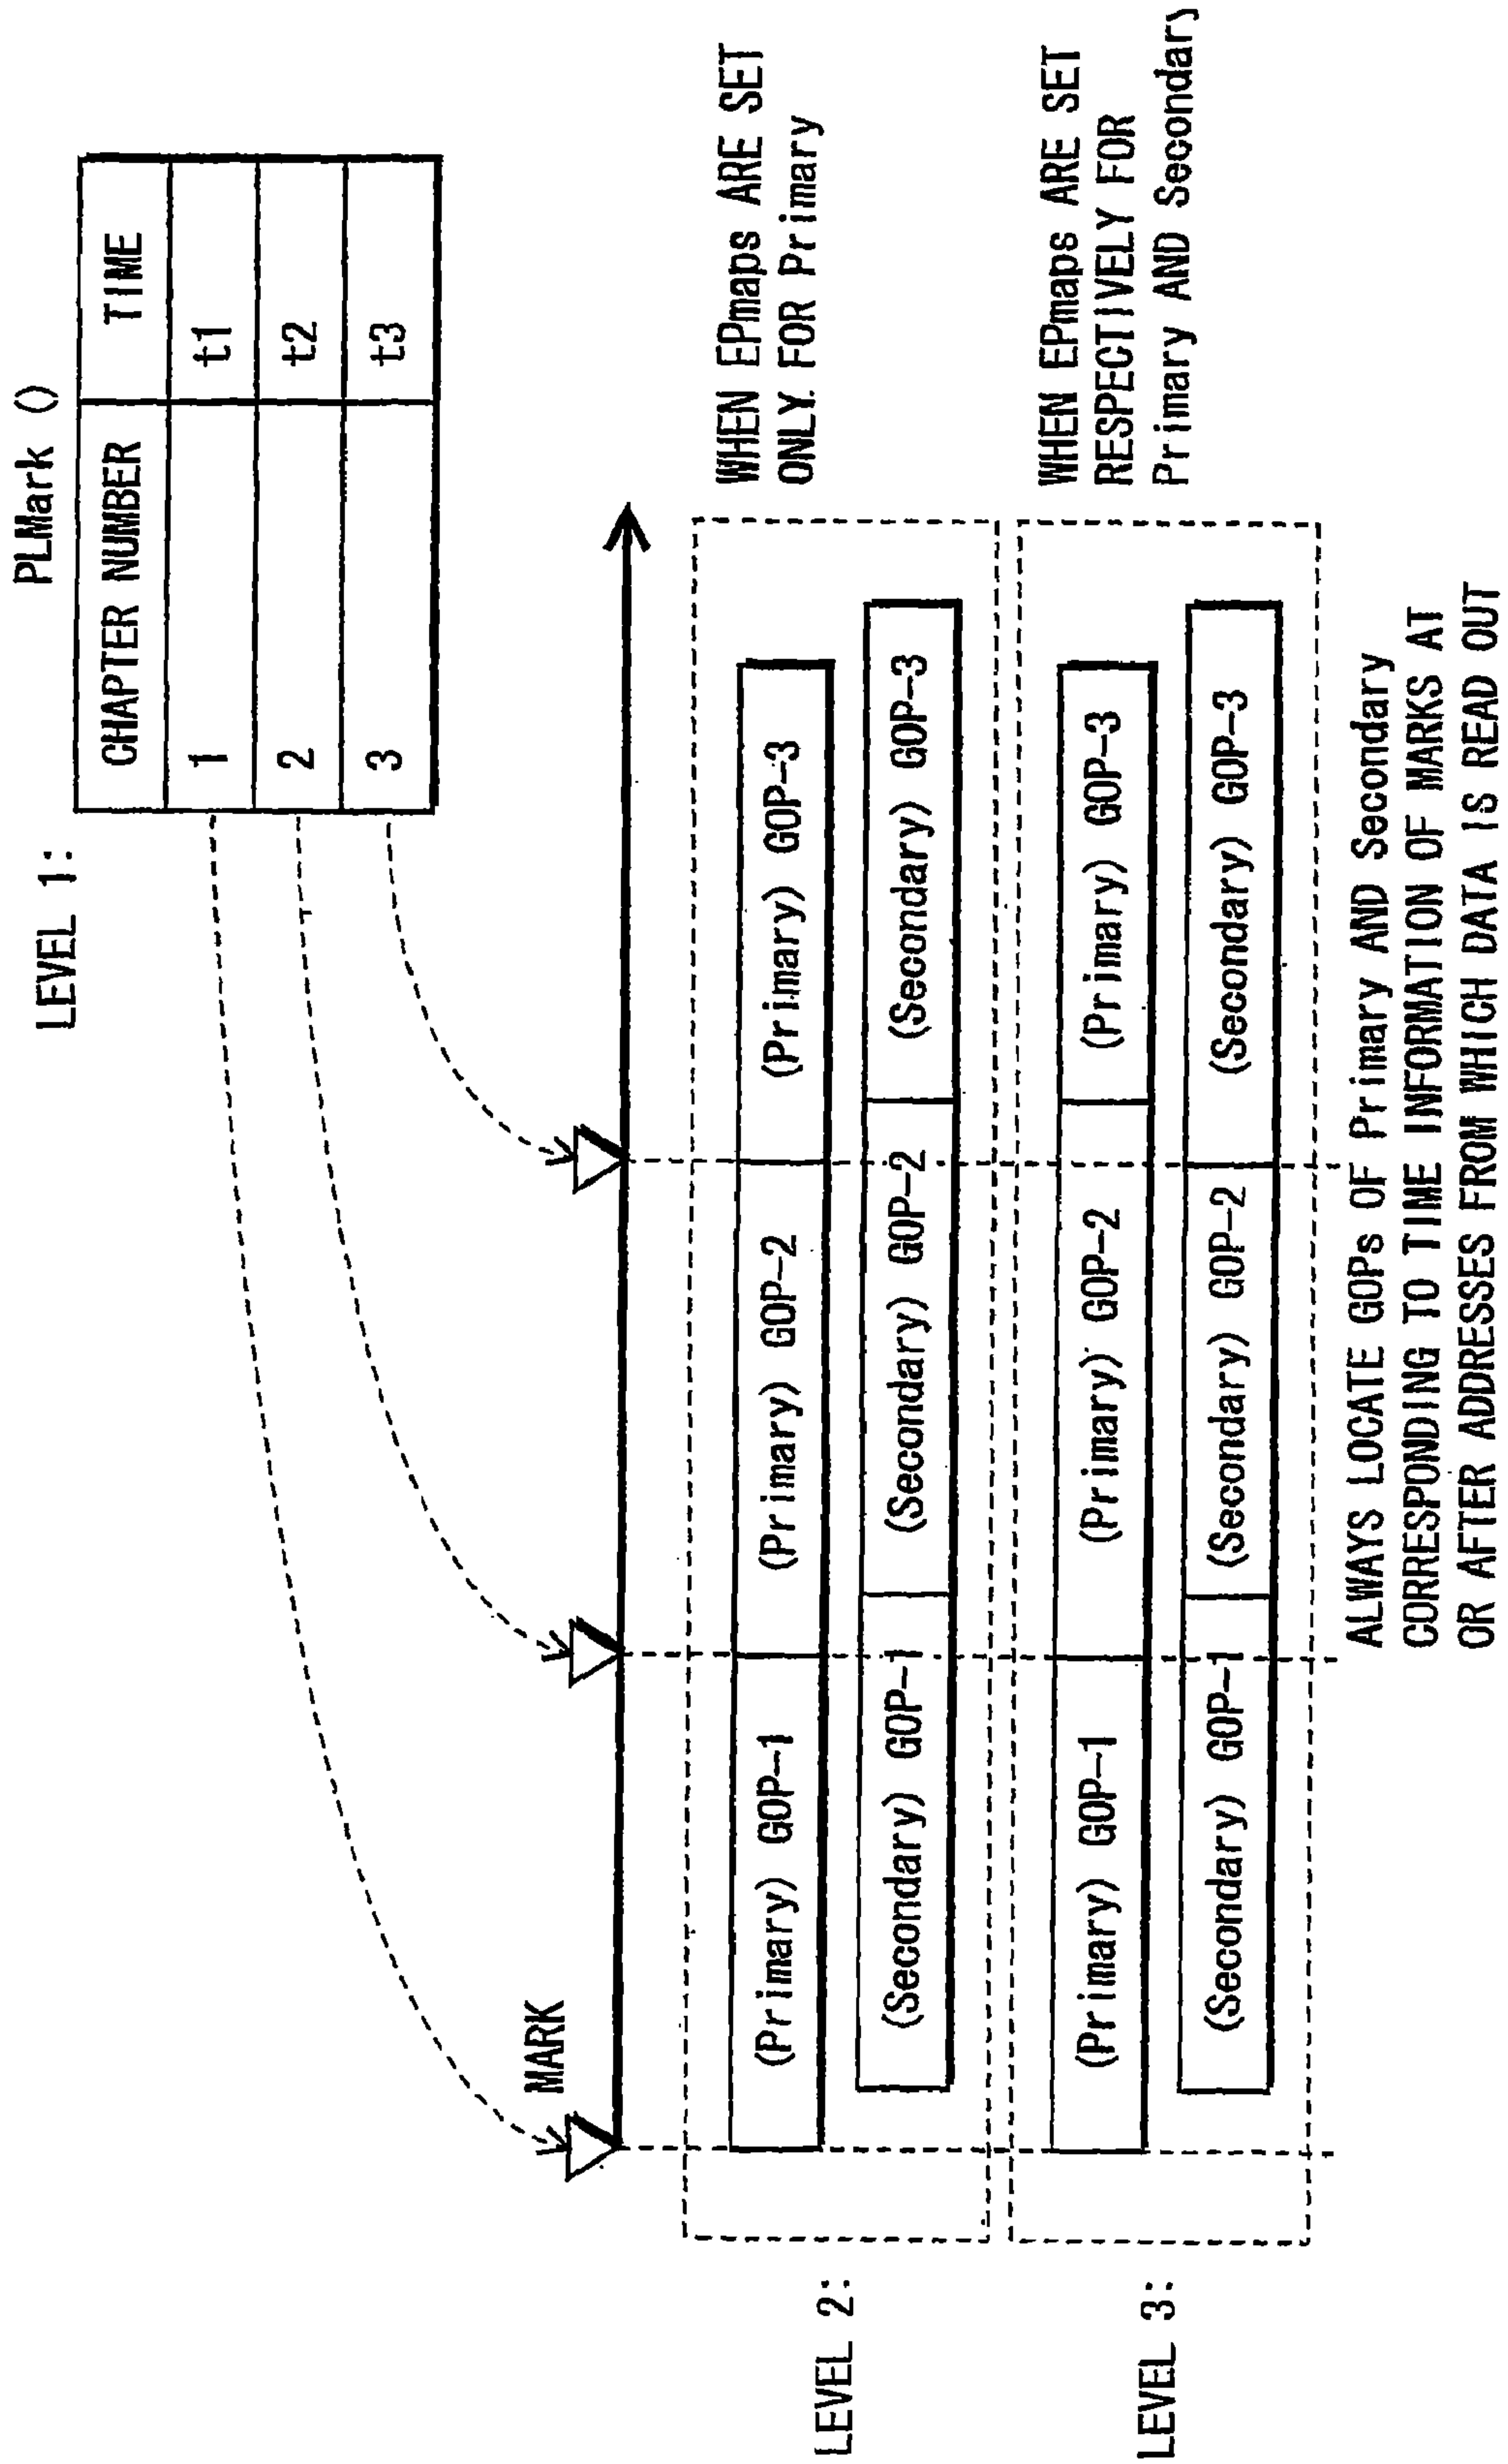 LEVEL 1:
PLMark ()
CHAPTER NUMBER TIME
1 t1
2 t2
3 t3
MARK
LEVEL 2:
(Primary) GOP-1 (Primary) GOP-2 (Primary) GOP-3
(Secondary) GOP-1 (Secondary) GOP-2 (Secondary) GOP-3
WHEN EPmaps ARE SET
ONLY FOR Primary
LEVEL 3:
(Primary) GOP-1 (Primary) GOP-2 (Primary) GOP-3
(Secondary) GOP-1 (Secondary) GOP-2 (Secondary) GOP-3
WHEN EPmaps ARE SET
RESPECTIVELY FOR
Primary AND Secondary
ALWAYS LOCATE GOPs OF Primary AND Secondary
CORRESPONDING TO TIME INFORMATION OF MARKS AT
OR AFTER ADDRESSES FROM WHICH DATA IS READ OUT